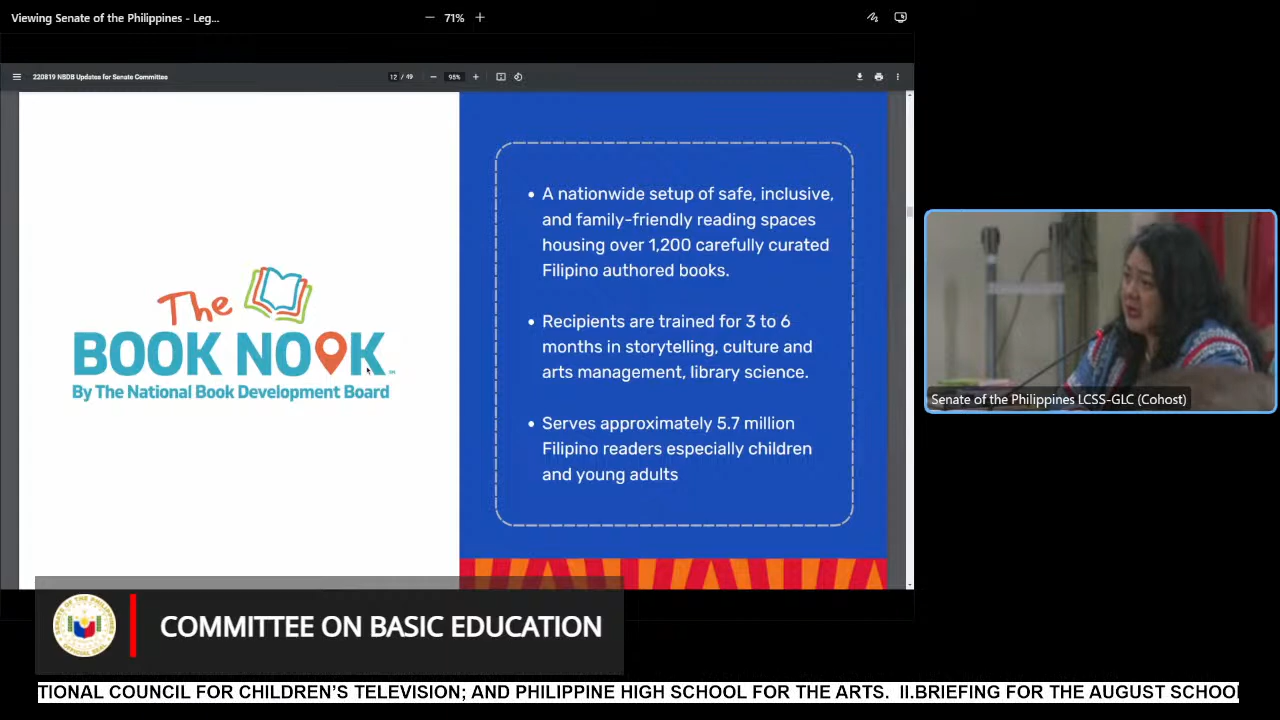 Viewing Senate of the Philippines - Leg...
71%
220819 NBDB Updates for Senate Committee
12 / 49
95%
The
BOOK NOOK
By The National Book Development Board
• A nationwide setup of safe, inclusive,
and family-friendly reading spaces
housing over 1,200 carefully curated
Filipino authored books.
• Recipients are trained for 3 to 6
months in storytelling, culture and
arts management, library science.
• Serves approximately 5.7 million
Filipino readers especially children
and young adults
Senate of the Philippines LCSS-GLC (Cohost)
COMMITTEE ON BASIC EDUCATION
TIONAL COUNCIL FOR CHILDREN'S TELEVISION; AND PHILIPPINE HIGH SCHOOL FOR THE ARTS. II.BRIEFING FOR THE AUGUST SCHOO